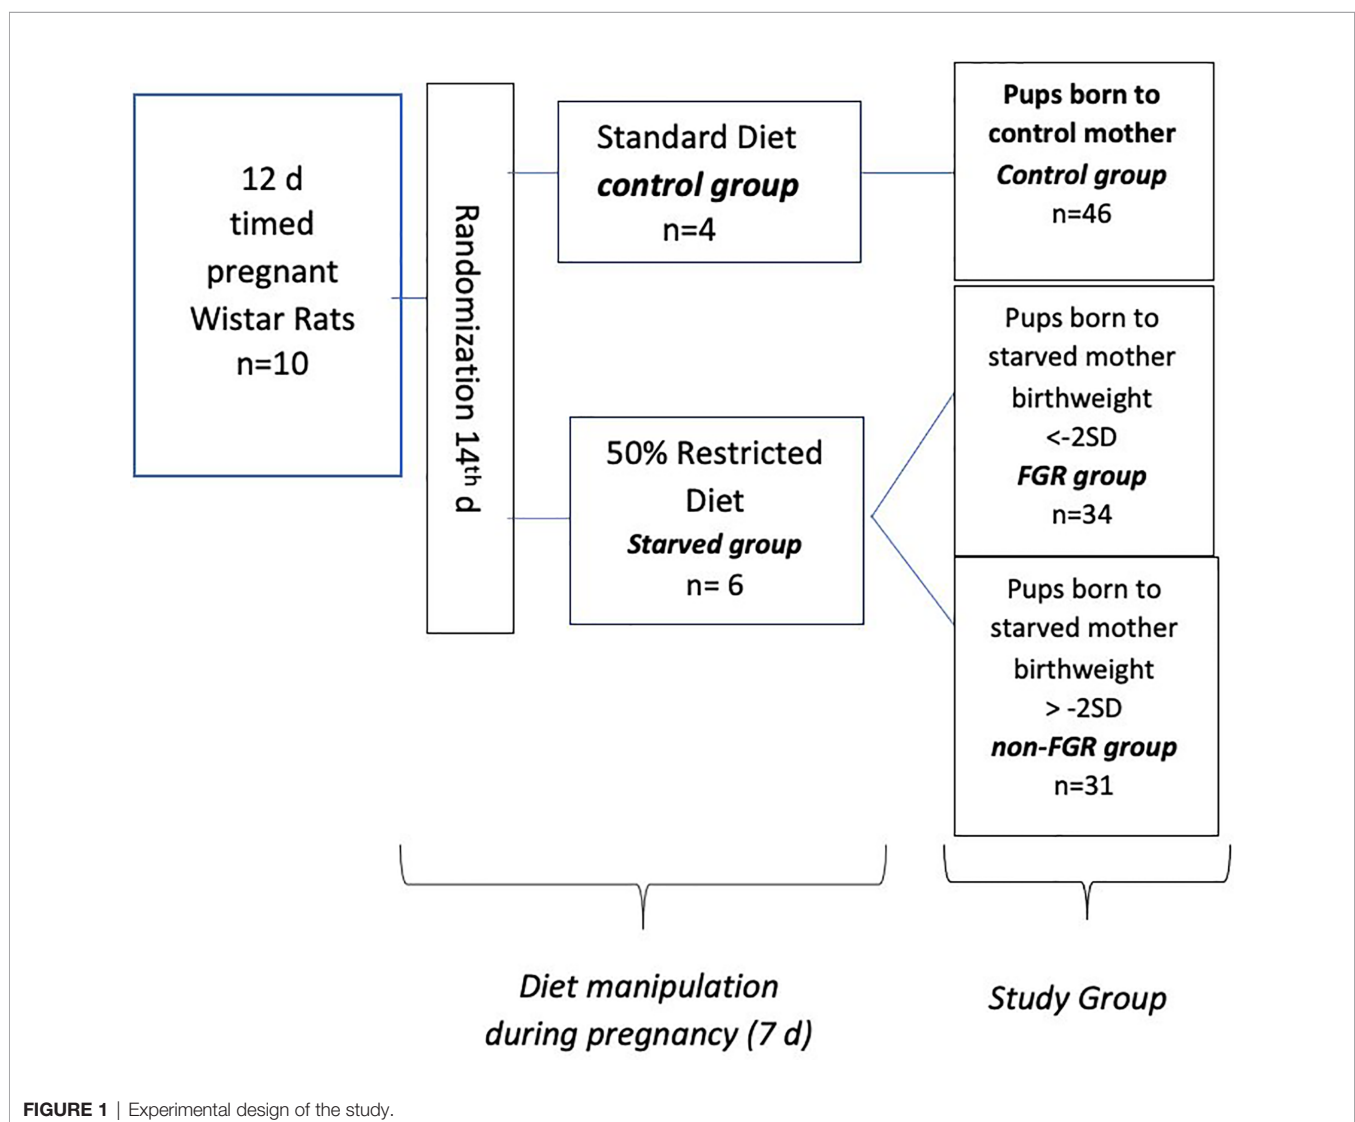 12 d
timed
pregnant
Wistar Rats
n=10
Randomization 14th d
Standard Diet
control group
n=4
50% Restricted
Diet
Starved group
n= 6
Pups born to
control mother
Control group
n=46
Pups born to
starved mother
birthweight
<-2SD
FGR group
n=34
Pups born to
starved mother
birthweight
> -2SD
non-FGR group
n=31
Diet manipulation
during pregnancy (7 d)
Study Group
FIGURE 1 | Experimental design of the study.